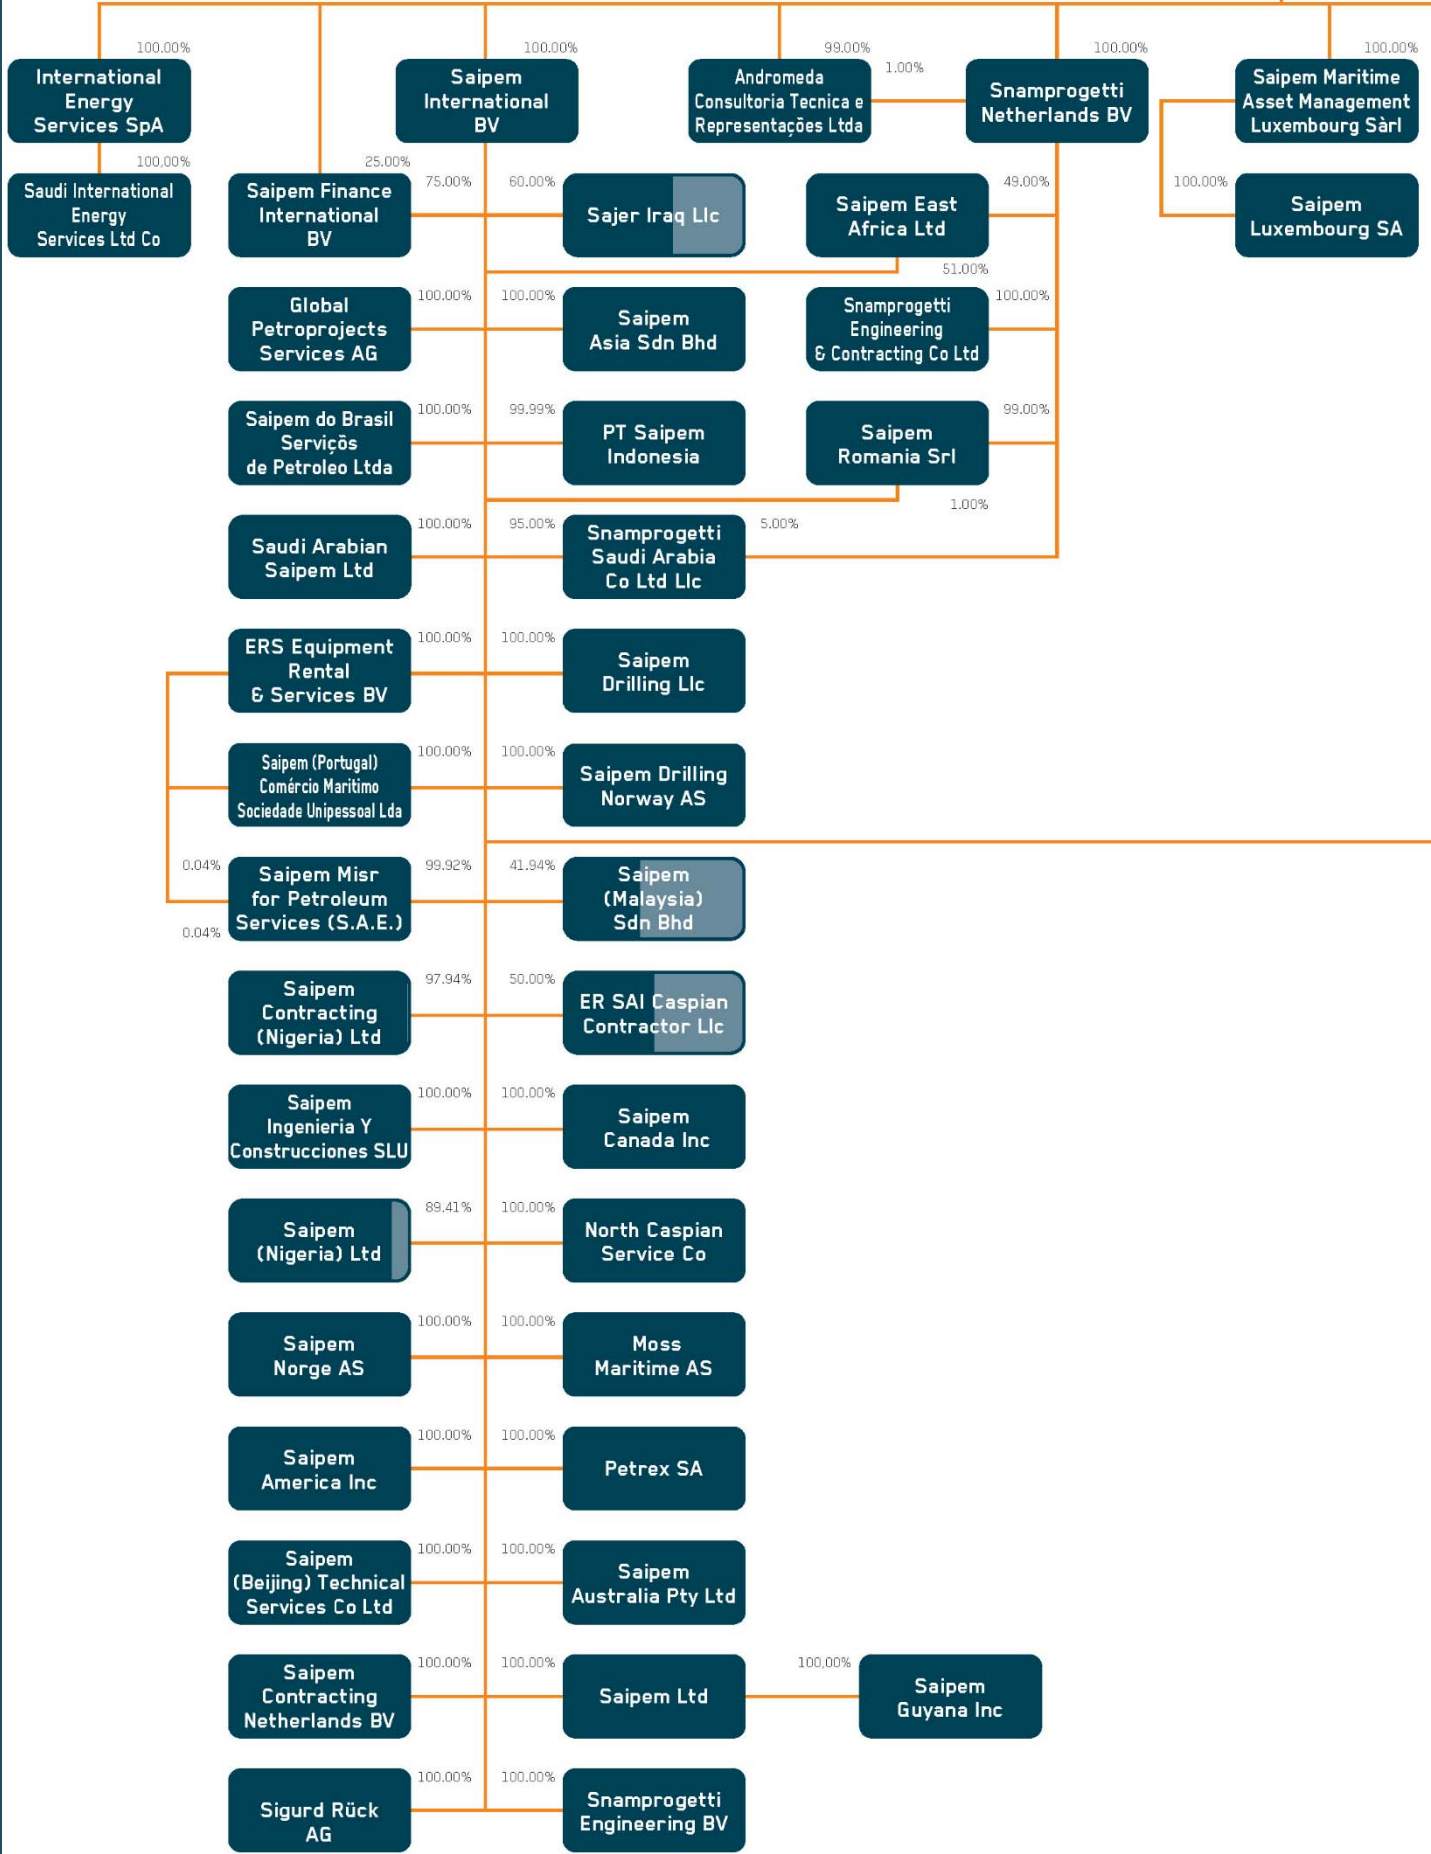 100.00%
100.00%
99.00%
1.00%
100.00%
100.00%
International
Energy
Services SpA
Saipem
International
BV
Andromeda
Consultoria Tecnica e
Representações Ltda
Snamprogetti
Netherlands BV
Saipem Maritime
Asset Management
Luxembourg Sàrl
100,00%
25.00%
75.00%
60.00%
49.00%
100.00%
Saudi International
Energy
Services Ltd Co
Saipem Finance
International
BV
Sajer Iraq Llc
Saipem East
Africa Ltd
Saipem
Luxembourg SA
51.00%
100.00%
100.00%
100.00%
Global
Petroprojects
Services AG
Saipem
Asia Sdn Bhd
Snamprogetti
Engineering
& Contracting Co Ltd
100.00%
99.99%
99.00%
Saipem do Brasil
Serviçõs
de Petroleo Ltda
PT Saipem
Indonesia
Saipem
Romania Srl
1.00%
100.00%
95.00%
5.00%
Saudi Arabian
Saipem Ltd
Snamprogetti
Saudi Arabia
Co Ltd Llc
100.00%
100.00%
ERS Equipment
Rental
& Services BV
Saipem
Drilling Llc
100.00%
100.00%
Saipem (Portugal)
Comércio Maritimo
Sociedade Unipessoal Lda
Saipem Drilling
Norway AS
0.04%
99.92%
41.94%
Saipem Misr
for Petroleum
Services (S.A.E.)
Saipem
(Malaysia)
Sdn Bhd
0.04%
97.94%
50.00%
Saipem
Contracting
(Nigeria) Ltd
ER SAI Caspian
Contractor Llc
100.00%
100.00%
Saipem
Ingenieria Y
Construcciones SLU
Saipem
Canada Inc
89.41%
100.00%
Saipem
(Nigeria) Ltd
North Caspian
Service Co
100.00%
100.00%
Saipem
Norge AS
Moss
Maritime AS
100.00%
100.00%
Saipem
America Inc
Petrex SA
100.00%
100.00%
Saipem
(Beijing) Technical
Services Co Ltd
Saipem
Australia Pty Ltd
100.00%
100.00%
100,00%
Saipem
Contracting
Netherlands BV
Saipem Ltd
Saipem
Guyana Inc
100.00%
100.00%
Sigurd Rück
AG
Snamprogetti
Engineering BV